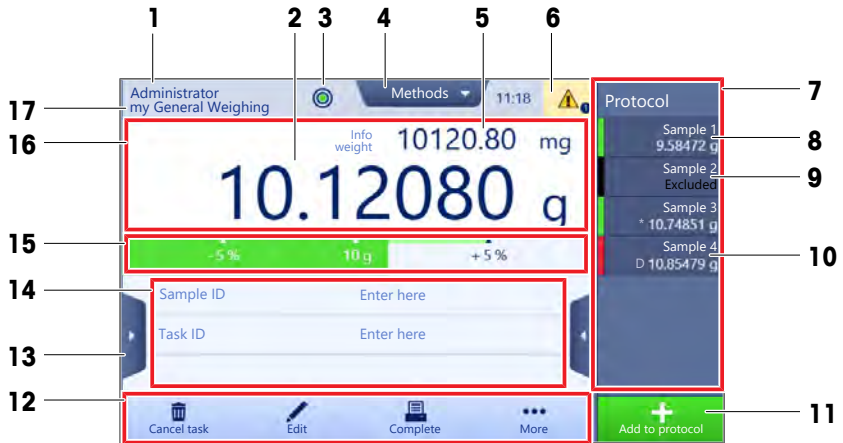 1
2
3
4
5
6
7
8
9
10
11
12
13
14
15
16
17
Administrator
my General Weighing
Methods
11:18
Info
weight
10120.80 mg
10.12080 g
-5 %
10 g
+5 %
Sample ID
Enter here
Task ID
Enter here
Cancel task
Edit
Complete
More
Protocol
Sample 1
9.58472 g
Sample 2
Excluded
Sample 3
* 10.74851 g
Sample 4
D 10.85479 g
Add to protocol